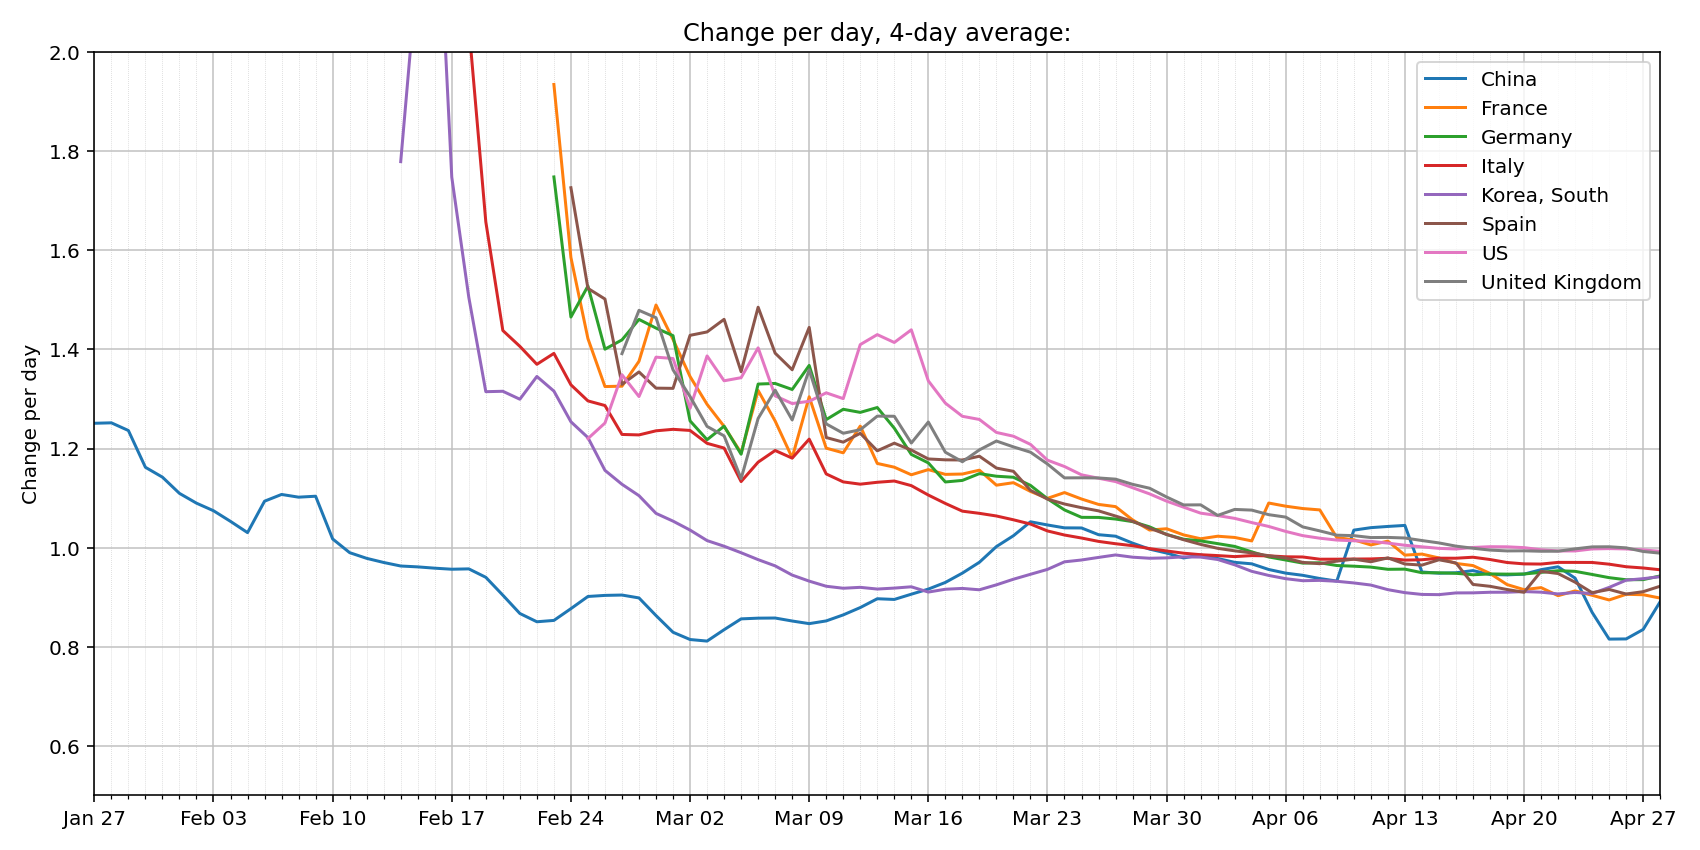 Change per day, 4-day average:
2.0
1.8
1.6
1.4
1.2
1.0
0.8
0.6
Change per day
China
France
Germany
Italy
Korea, South
Spain
US
United Kingdom
Jan 27 Feb 03 Feb 10 Feb 17 Feb 24 Mar 02 Mar 09 Mar 16 Mar 23 Mar 30 Apr 06 Apr 13 Apr 20 Apr 27